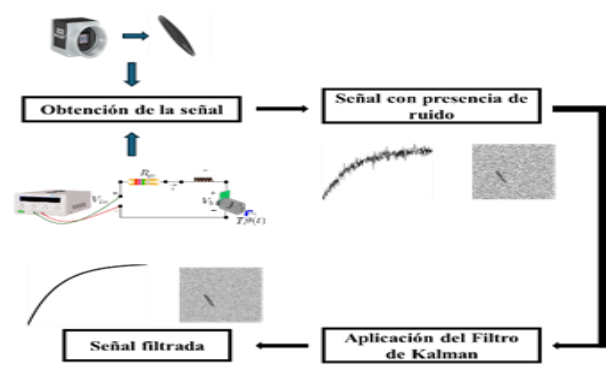 Obtención de la señal
Señal con presencia de
ruido
Aplicación del Filtro
de Kalman
Señal filtrada